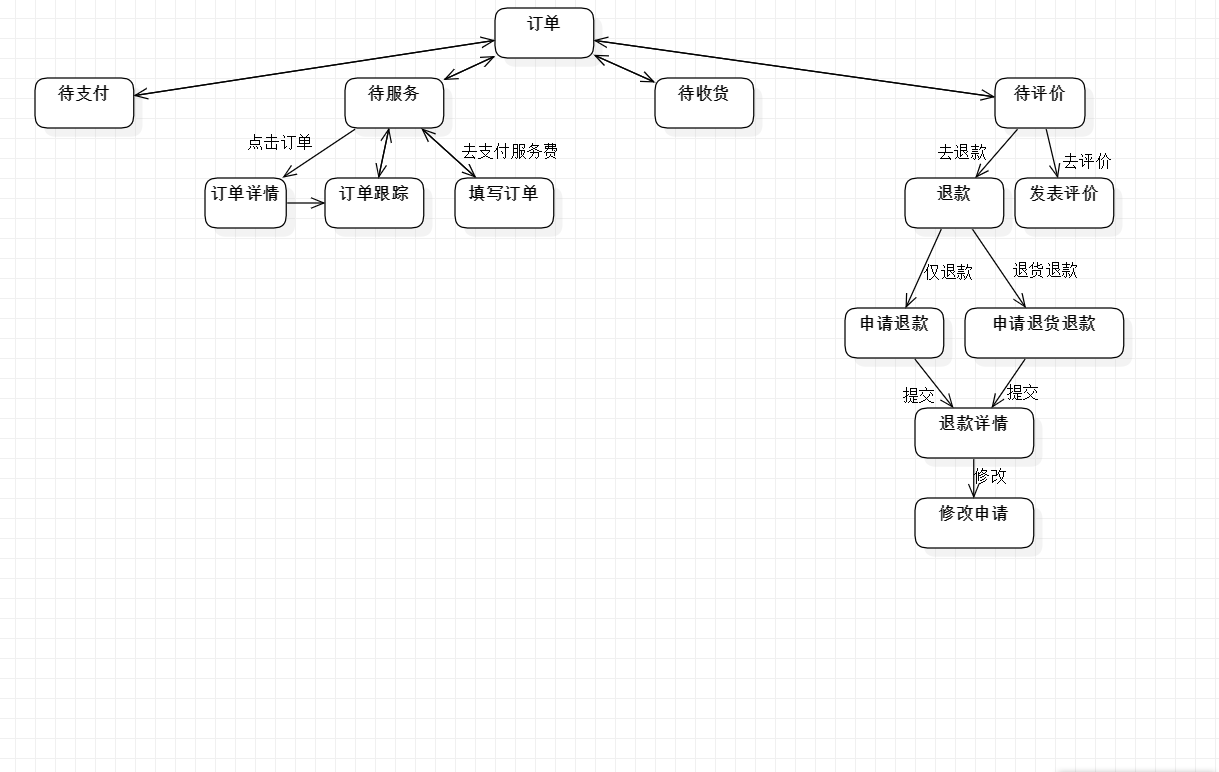 订单
待支付
待服务
待收货
待评价
点击订单
去支付服务费
去退款
去评价
订单详情
订单跟踪
填写订单
退款
发表评价
仅退款
退货退款
申请退款
申请退货退款
提交
提交
退款详情
修改
修改申请